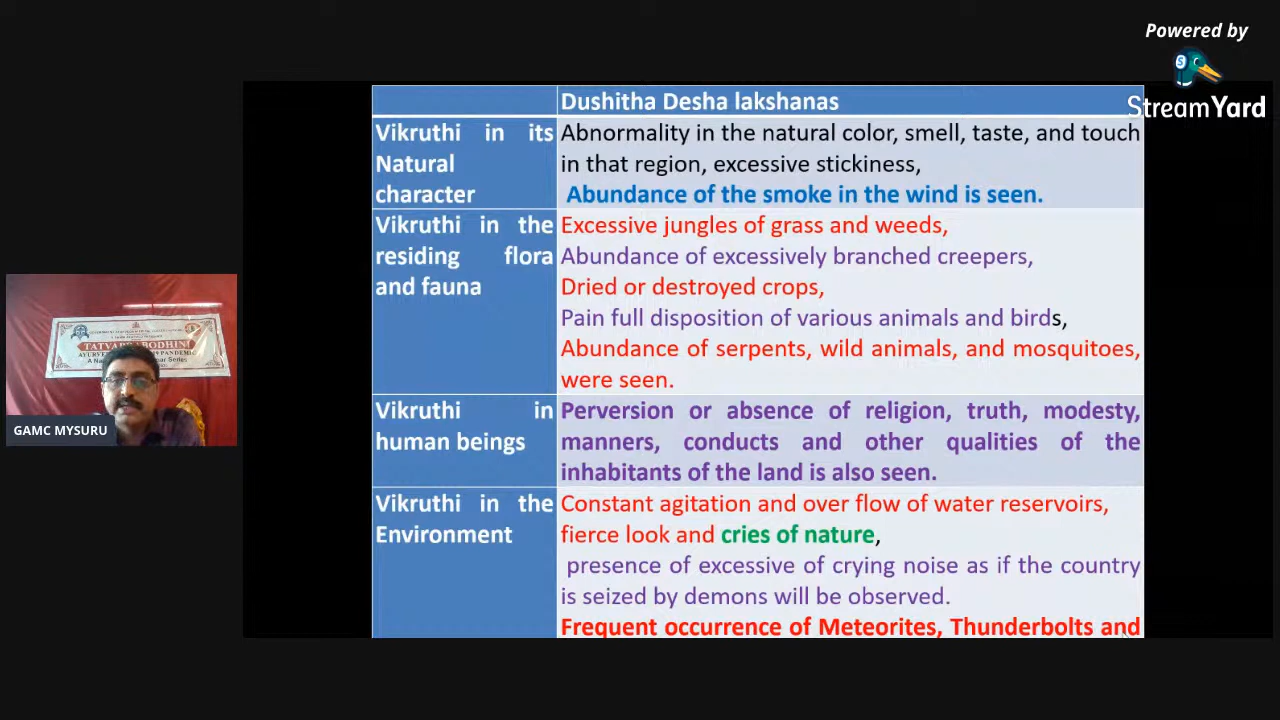 Powered by
StreamYard
Dushitha Desha lakshanas
Vikruthi in its
Natural
character
Abnormality in the natural color, smell, taste, and touch
in that region, excessive stickiness,
Abundance of the smoke in the wind is seen.
Vikruthi in the
residing flora
and fauna
Excessive jungles of grass and weeds,
Abundance of excessively branched creepers,
Dried or destroyed crops,
Pain full disposition of various animals and birds,
Abundance of serpents, wild animals, and mosquitoes,
were seen.
Vikruthi in
human beings
Perversion or absence of religion, truth, modesty,
manners, conducts and other qualities of the
inhabitants of the land is also seen.
Vikruthi in the
Environment
Constant agitation and over flow of water reservoirs,
fierce look and cries of nature,
presence of excessive of crying noise as if the country
is seized by demons will be observed.
Frequent occurrence of Meteorites, Thunderbolts and
TATVAPRABODHINI
GAMC MYSURU